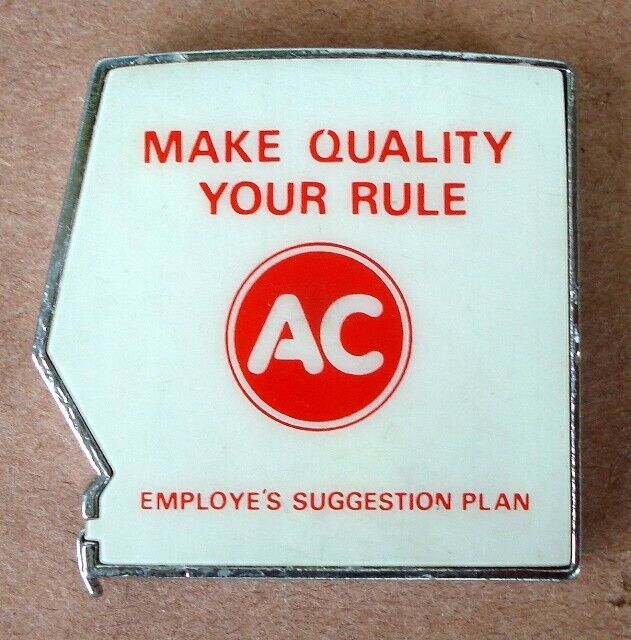 MAKE QUALITY
YOUR RULE
AC
EMPLOYE'S SUGGESTION PLAN